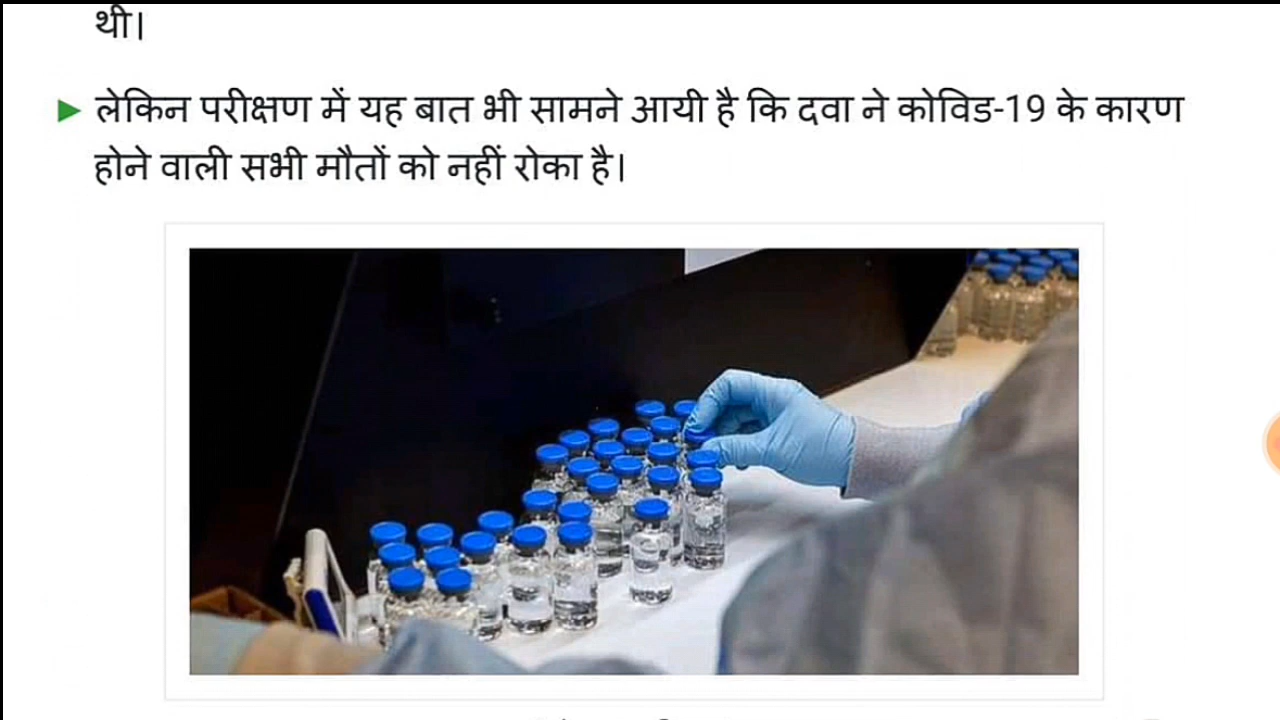 थी।
लेकिन परीक्षण में यह बात भी सामने आयी है कि दवा ने कोविड-19 के कारण
होने वाली सभी मौतों को नहीं रोका है।